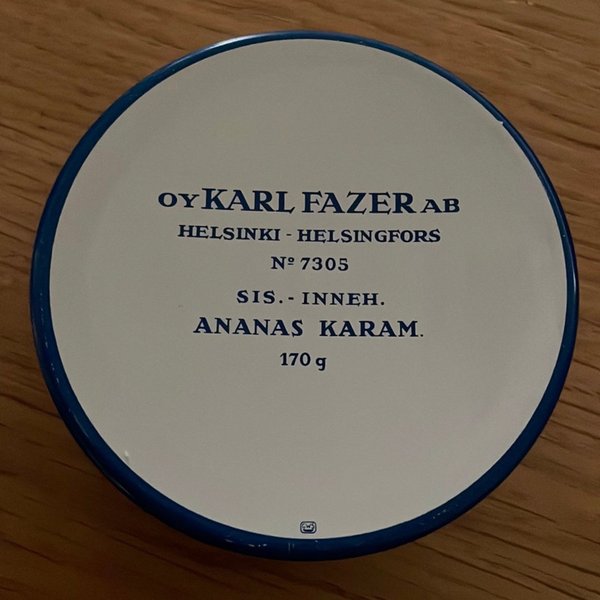 OY KARL FAZER AB
HELSINKI - HELSINGFORS
Nº 7305
SIS. - INNEH.
ANANAS KARAM.
170 g